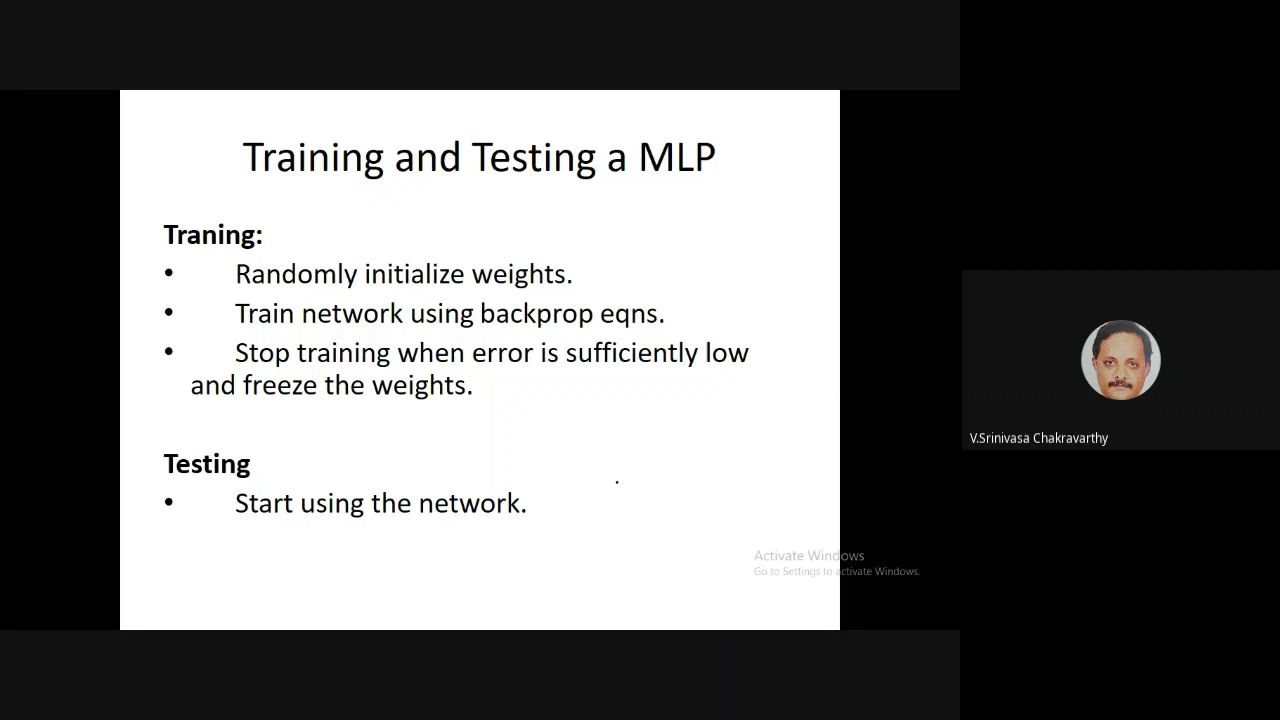 Training and Testing a MLP
Traning:
• Randomly initialize weights.
• Train network using backprop eqns.
• Stop training when error is sufficiently low
and freeze the weights.
Testing
• Start using the network.
Activate Windows
Go to Settings to activate Windows.
V.Srinivasa Chakravarthy